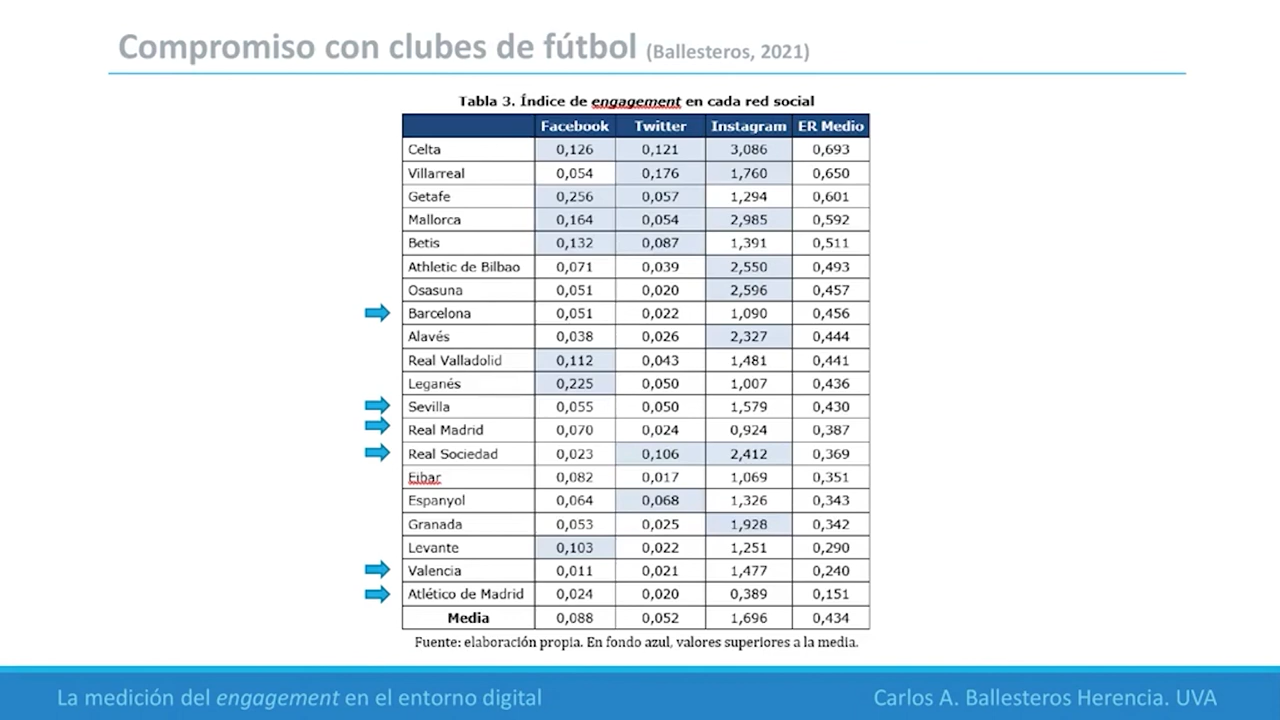 Compromiso con clubes de fútbol (Ballesteros, 2021)
Tabla 3. Índice de engagement en cada red social
Facebook Twitter Instagram ER Medio
Celta 0,126 0,121 3,086 0,693
Villarreal 0,054 0,176 1,760 0,650
Getafe 0,256 0,057 1,294 0,601
Mallorca 0,164 0,054 2,985 0,592
Betis 0,132 0,087 1,391 0,511
Athletic de Bilbao 0,071 0,039 2,550 0,493
Osasuna 0,051 0,020 2,596 0,457
Barcelona 0,051 0,022 1,090 0,456
Alavés 0,038 0,026 2,327 0,444
Real Valladolid 0,112 0,043 1,481 0,441
Leganés 0,225 0,050 1,007 0,436
Sevilla 0,055 0,050 1,579 0,430
Real Madrid 0,070 0,024 0,924 0,387
Real Sociedad 0,023 0,106 2,412 0,369
Eibar 0,082 0,017 1,069 0,351
Espanyol 0,064 0,068 1,326 0,343
Granada 0,053 0,025 1,928 0,342
Levante 0,103 0,022 1,251 0,290
Valencia 0,011 0,021 1,477 0,240
Atlético de Madrid 0,024 0,020 0,389 0,151
Media 0,088 0,052 1,696 0,434
Fuente: elaboración propia. En fondo azul, valores superiores a la media.
La medición del engagement en el entorno digital
Carlos A. Ballesteros Herencia. UVA